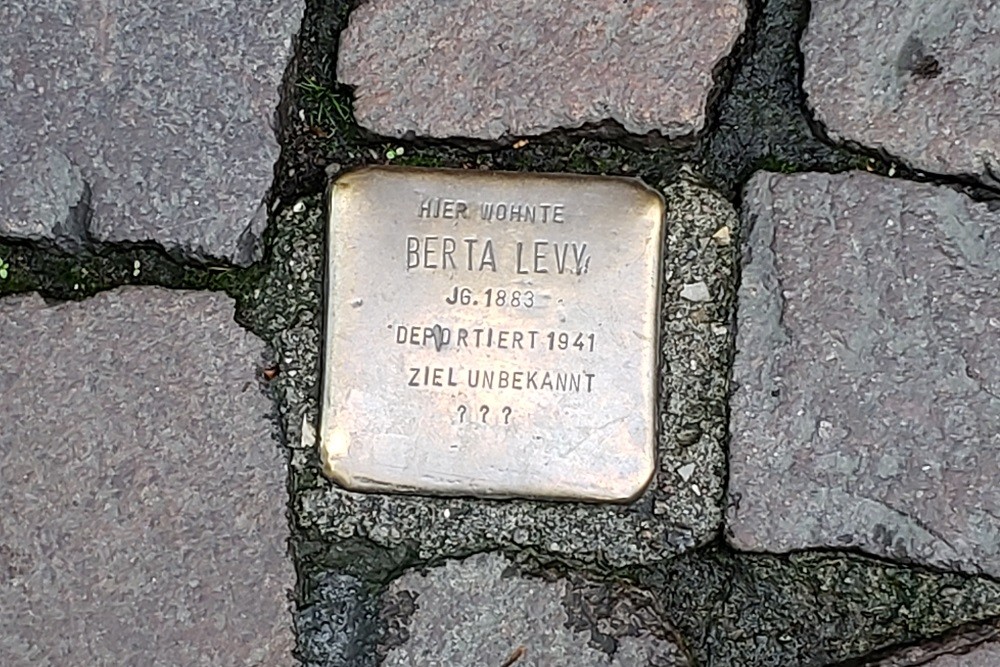 HIER WOHNTE
BERTA LEVY
JG. 1883
DEPORTIERT 1941
ZIEL UNBEKANNT
? ? ?